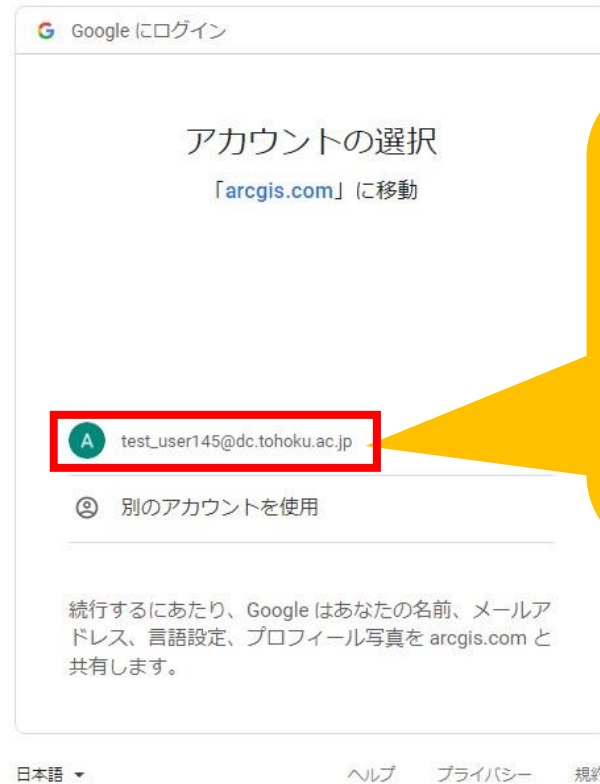 Google にログイン
アカウントの選択
「arcgis.com」に移動
A test_user145@dc.tohoku.ac.jp
別のアカウントを使用
続行するにあたり、Google はあなたの名前、メールア
ドレス、言語設定、プロフィール写真を arcgis.com と
共有します。
日本語 ヘルプ プライバシー 規約